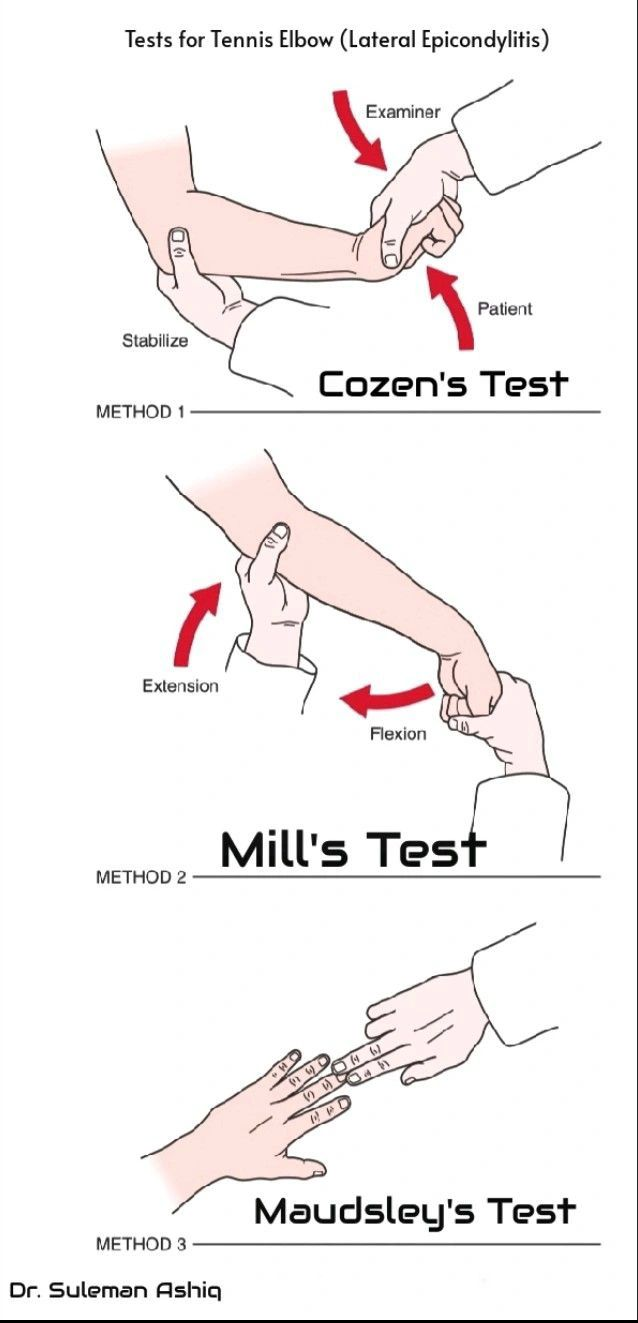 Tests for Tennis Elbow (Lateral Epicondylitis)
Examiner
Patient
Stabilize
Cozen's Test
METHOD 1
Extension
Flexion
Mill's Test
METHOD 2
Maudsley's Test
METHOD 3
Dr. Suleman Ashiq